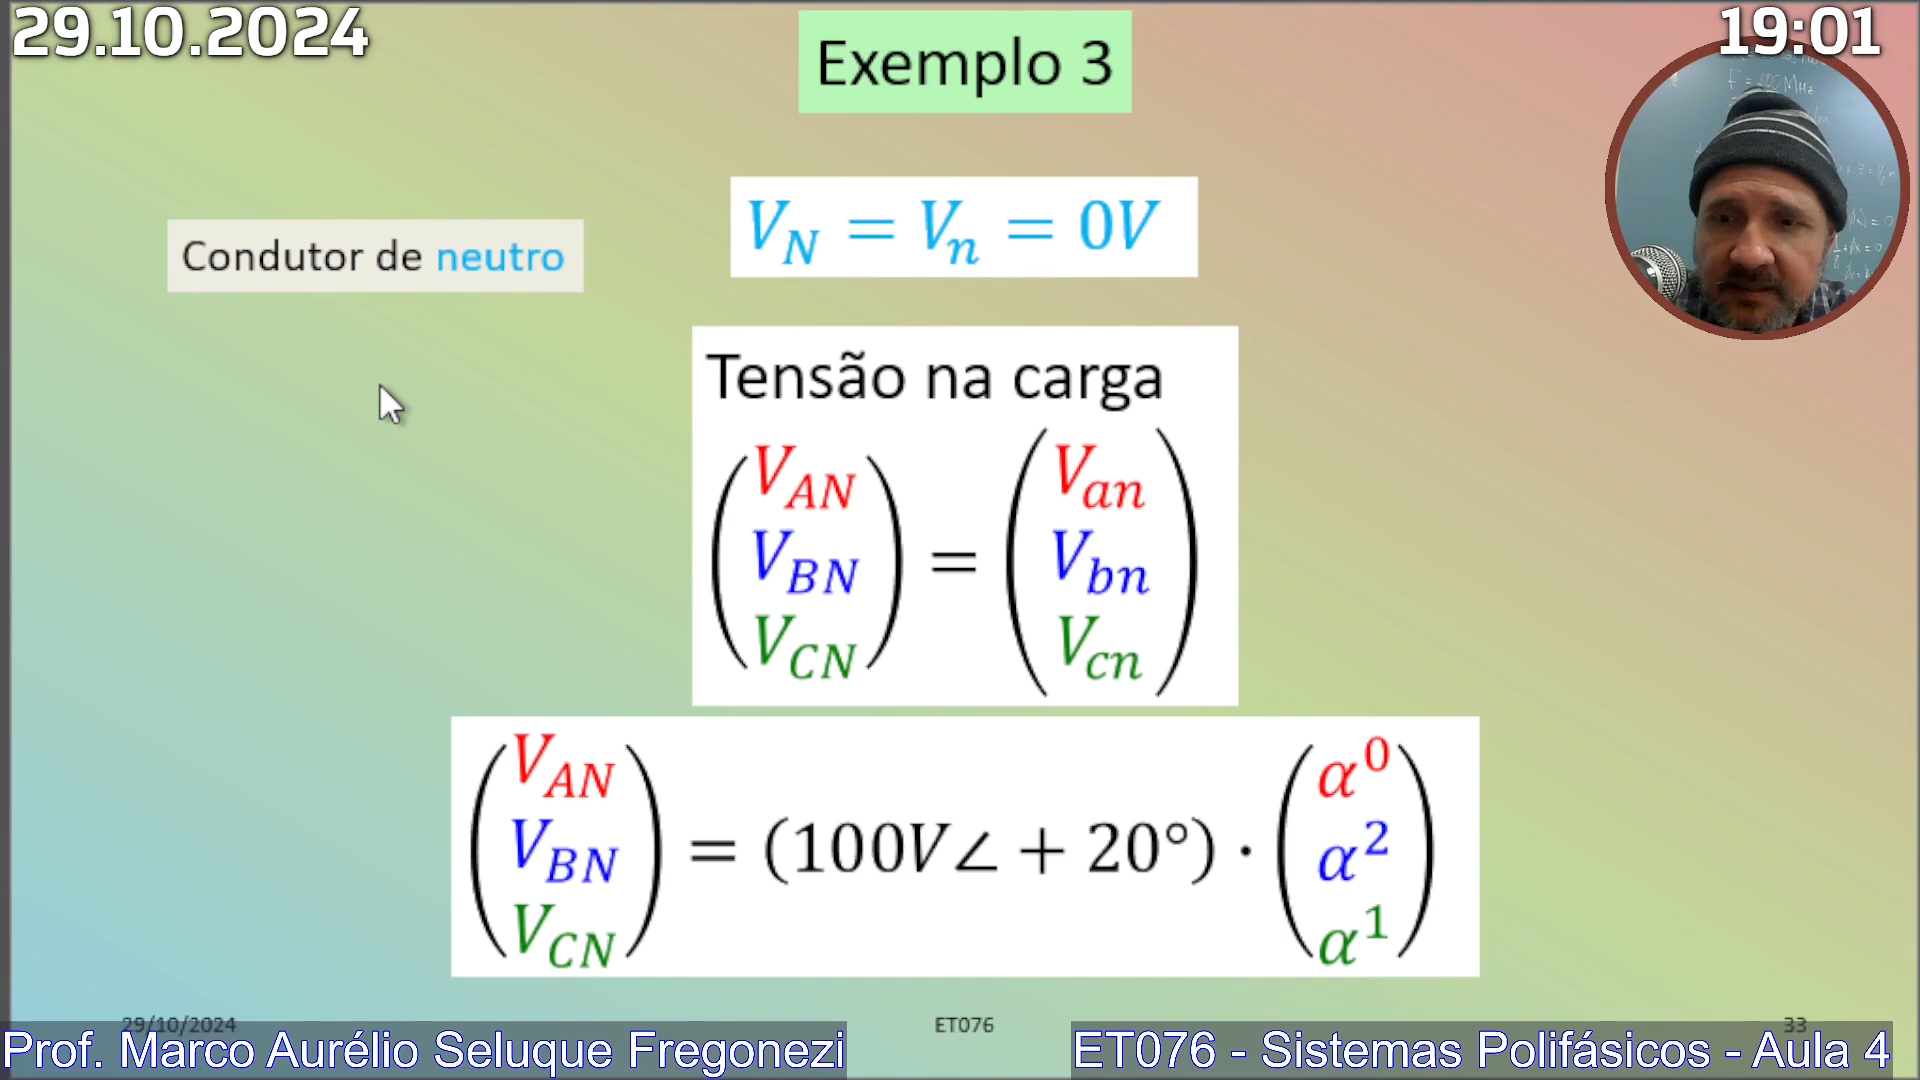 29.10.2024
19:01
Exemplo 3
V_N = V_n = 0V
Condutor de neutro
Tensão na carga
(V_AN V_BN V_CN) = (V_an V_bn V_cn)
(V_AN V_BN V_CN) = (100V∠ + 20°) · (α^0 α^2 α^1)
29/10/2024
ET076
33
Prof. Marco Aurélio Seluque Fregonezi
ET076 - Sistemas Polifásicos - Aula 4